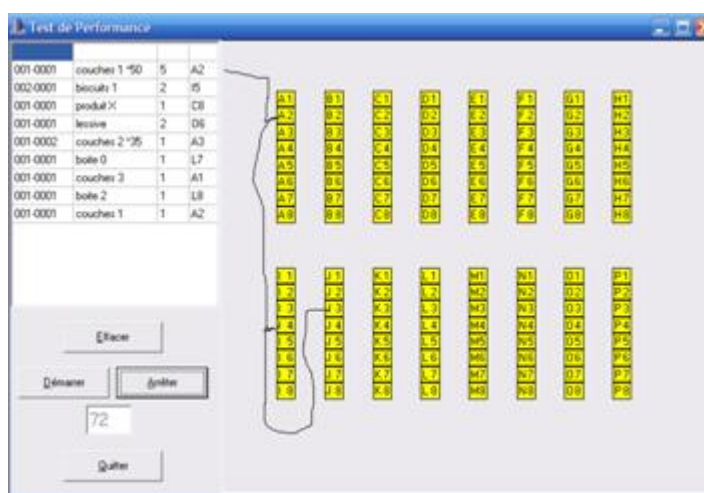 Test de Performance
001-0001 couches 1 *50 5 A2
002-0001 biscuits 1 2 I5
001-0001 produit X 1 C8
001-0001 lessive 2 D6
001-0002 couches 2 *35 1 A3
001-0001 boite 0 1 L7
001-0001 couches 3 1 A1
001-0001 boite 2 1 L8
001-0001 couches 1 1 A2
A1 B1 C1 D1 E1 F1 G1 H1
A2 B2 C2 D2 E2 F2 G2 H2
A3 B3 C3 D3 E3 F3 G3 H3
A4 B4 C4 D4 E4 F4 G4 H4
A5 B5 C5 D5 E5 F5 G5 H5
A6 B6 C6 D6 E6 F6 G6 H6
A7 B7 C7 D7 E7 F7 G7 H7
A8 B8 C8 D8 E8 F8 G8 H8
I1 J1 K1 L1 M1 N1 O1 P1
I2 J2 K2 L2 M2 N2 O2 P2
I3 J3 K3 L3 M3 N3 O3 P3
I4 J4 K4 L4 M4 N4 O4 P4
I5 J5 K5 L5 M5 N5 O5 P5
I6 J6 K6 L6 M6 N6 O6 P6
I7 J7 K7 L7 M7 N7 O7 P7
I8 J8 K8 L8 M8 N8 O8 P8
Effacer
Démarrer Arrêter
72
Quitter